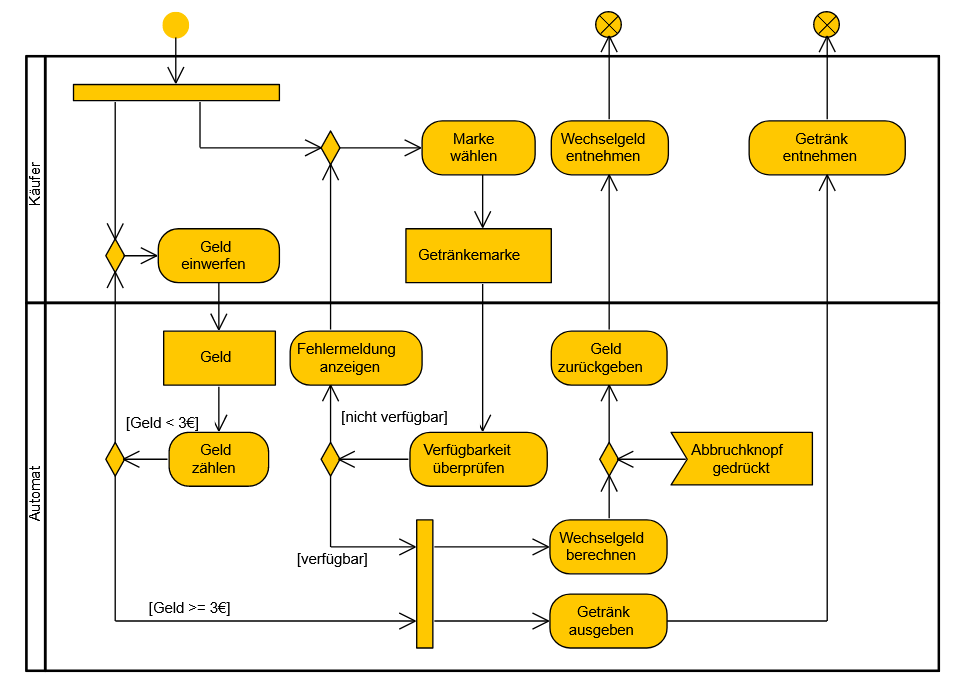 Käufer
Marke
wählen
Wechselgeld
entnehmen
Getränk
entnehmen
Geld
einwerfen
Getränkemarke
Automat
Geld
Fehlermeldung
anzeigen
Geld
zurückgeben
[Geld < 3€]
[nicht verfügbar]
Geld
zählen
Verfügbarkeit
überprüfen
Abbruchknopf
gedrückt
Wechselgeld
berechnen
[verfügbar]
[Geld >= 3€]
Getränk
ausgeben